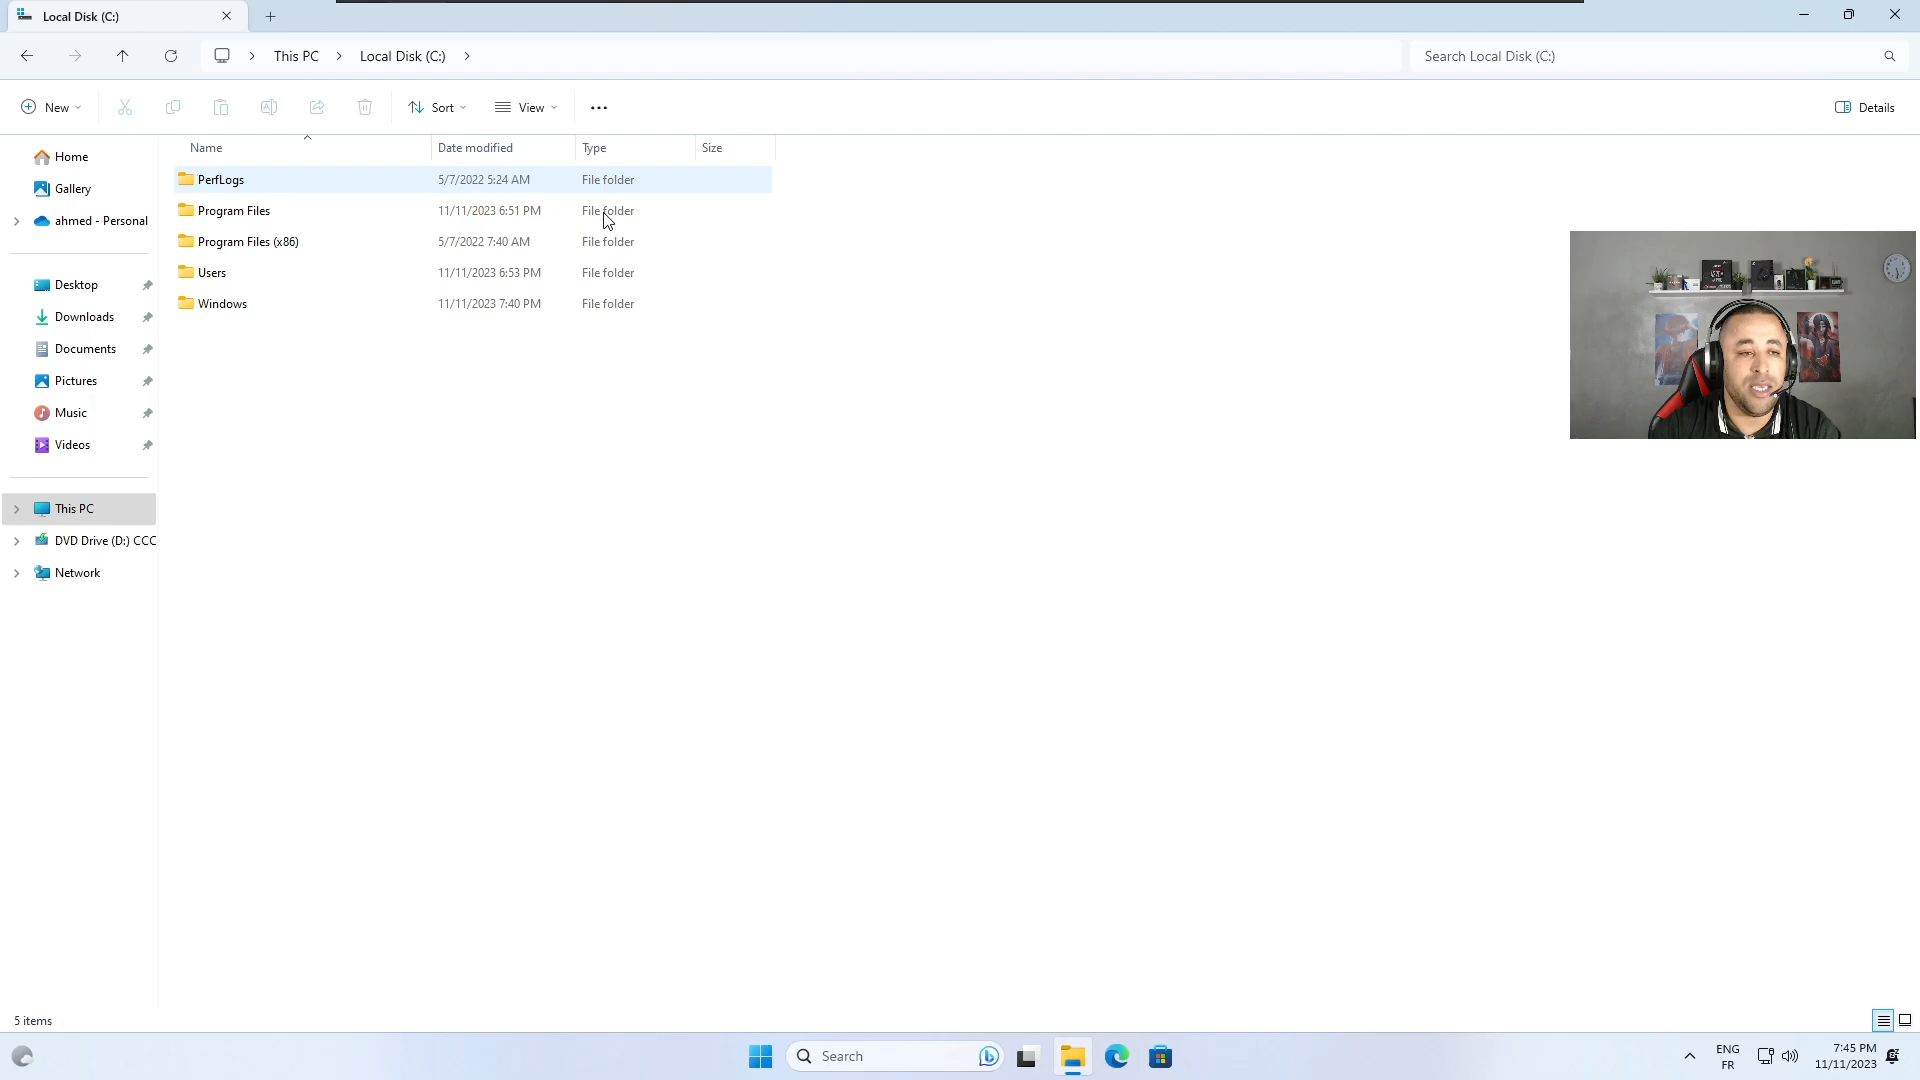 Local Disk (C:)
This PC
Local Disk (C:)
Search Local Disk (C:)
New
Sort
View
Details
Name Date modified Type Size
PerfLogs 5/7/2022 5:24 AM File folder
Program Files 11/11/2023 6:51 PM File folder
Program Files (x86) 5/7/2022 7:40 AM File folder
Users 11/11/2023 6:53 PM File folder
Windows 11/11/2023 7:40 PM File folder
Home
Gallery
ahmed - Personal
Desktop
Downloads
Documents
Pictures
Music
Videos
This PC
DVD Drive (D:) CCC
Network
5 items
Search
ENG
FR
7:45 PM
11/11/2023